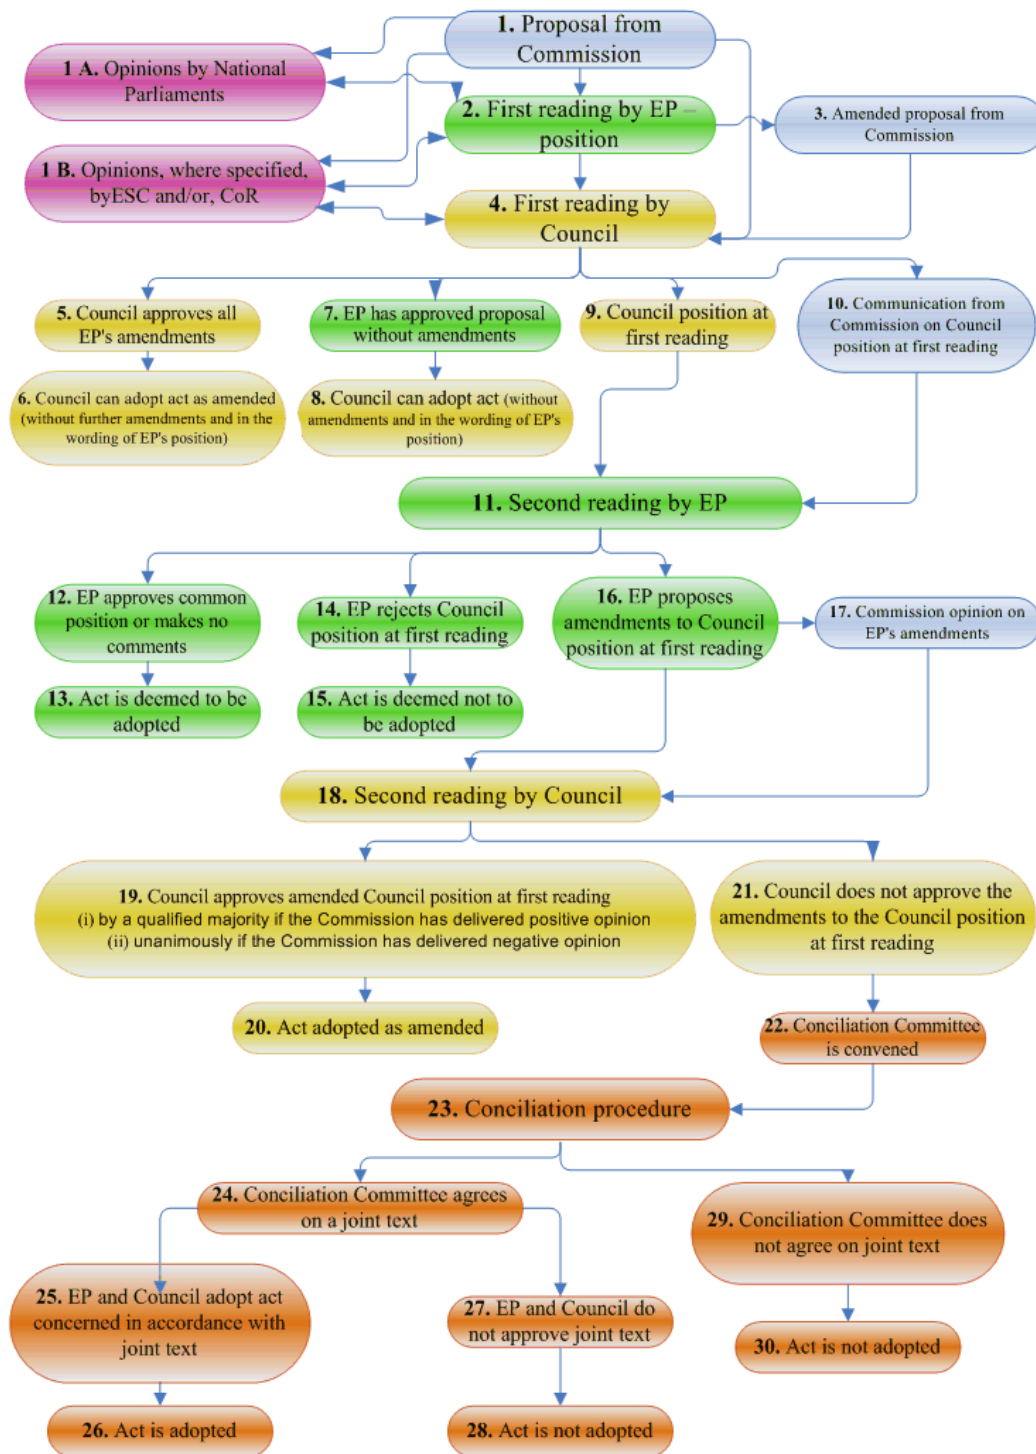 1. Proposal from
Commission
1 A. Opinions by National
Parliaments
2. First reading by EP –
position
3. Amended proposal from
Commission
1 B. Opinions, where specified,
byESC and/or, CoR
4. First reading by
Council
5. Council approves all
EP's amendments
7. EP has approved proposal
without amendments
9. Council position at
first reading
10. Communication from
Commission on Council
position at first reading
6. Council can adopt act as amended
(without further amendments and in the
wording of EP's position)
8. Council can adopt act (without
amendments and in the wording of EP's
position)
11. Second reading by EP
12. EP approves common
position or makes no
comments
14. EP rejects Council
position at first reading
16. EP proposes
amendments to Council
position at first reading
17. Commission opinion on
EP's amendments
13. Act is deemed to be
adopted
15. Act is deemed not to
be adopted
18. Second reading by Council
19. Council approves amended Council position at first reading
(i) by a qualified majority if the Commission has delivered positive opinion
(ii) unanimously if the Commission has delivered negative opinion
21. Council does not approve the
amendments to the Council position
at first reading
20. Act adopted as amended
22. Conciliation Committee
is convened
23. Conciliation procedure
24. Conciliation Committee agrees
on a joint text
29. Conciliation Committee does
not agree on joint text
25. EP and Council adopt act
concerned in accordance with
joint text
27. EP and Council do
not approve joint text
30. Act is not adopted
26. Act is adopted
28. Act is not adopted